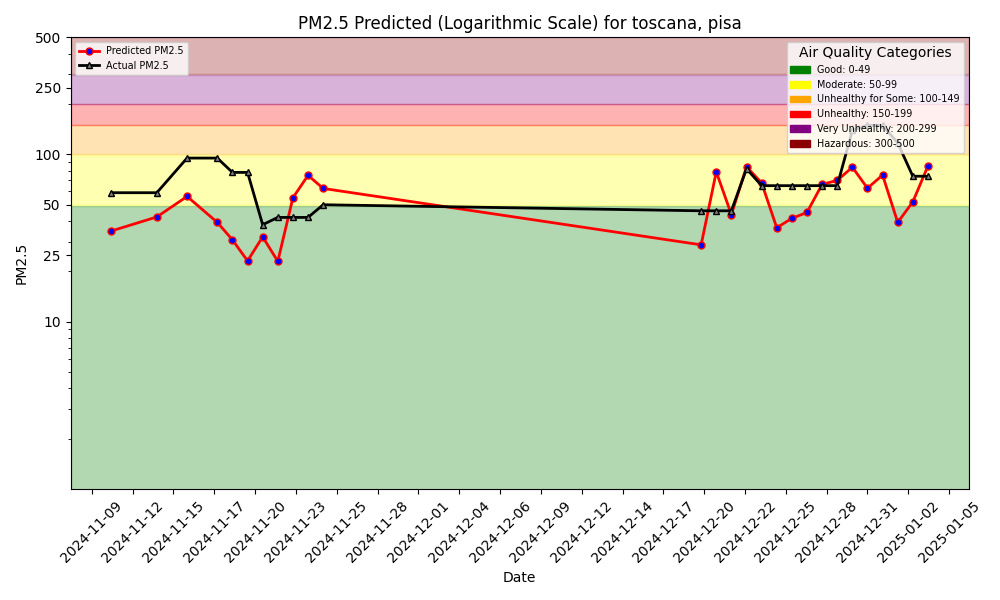 PM2.5 Predicted (Logarithmic Scale) for toscana, pisa
500
250
100
50
25
10
PM2.5
Predicted PM2.5
Actual PM2.5
Air Quality Categories
Good: 0-49
Moderate: 50-99
Unhealthy for Some: 100-149
Unhealthy: 150-199
Very Unhealthy: 200-299
Hazardous: 300-500
2024-11-09
2024-11-12
2024-11-15
2024-11-17
2024-11-20
2024-11-23
2024-11-25
2024-11-28
2024-12-01
2024-12-04
2024-12-06
2024-12-09
2024-12-12
2024-12-14
2024-12-17
2024-12-20
2024-12-22
2024-12-25
2024-12-28
2024-12-31
2025-01-02
2025-01-05
Date